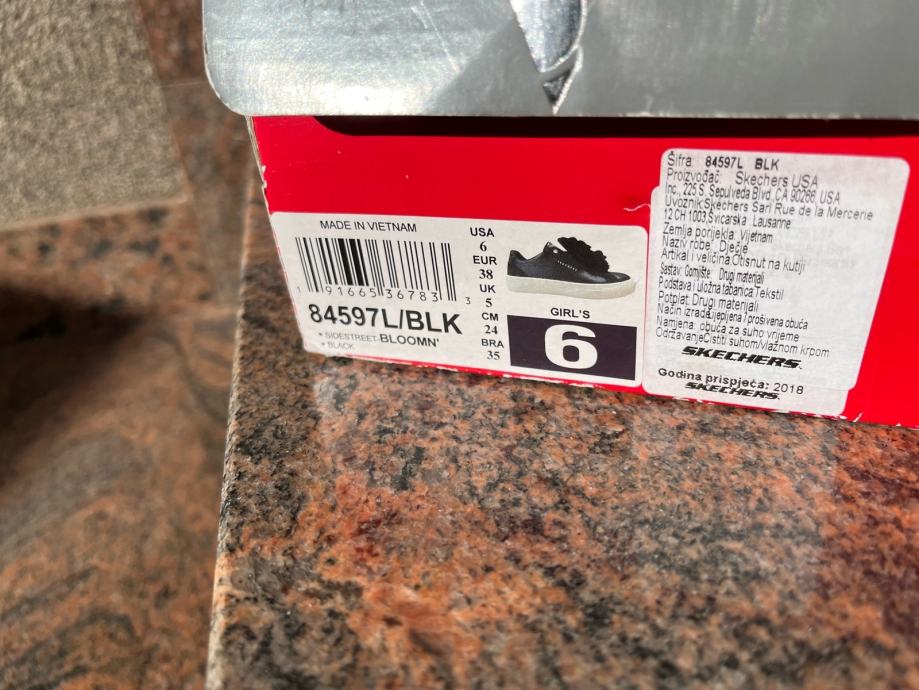 MADE IN VIETNAM
1 91665 36783 3
84597L/BLK
• SIDESTREET-BLOOMN'
• BLACK
USA
6
EUR
38
UK
5
CM
24
BRA
35
GIRL'S
6
Šifra: 84597L BLK
Proizvođač: Skechers USA
Inc, 225 S. Sepulveda Blvd, CA 90266, USA
Uvoznik:Skechers Sarl Rue de la Mercerie
12 CH 1003 Švicarska Lausanne
Zemlja porijekla: Vijetnam
Naziv robe: Dječje
Artikal i veličina:Otisnut na kutiji
Sastav: Gornjište: Drugi materijali
Podstava i uložna tabanica:Tekstil
Potplat: Drugi materijali
Način izrade:Lijepljena / prošivena obuća
Namjena: obuća za suho vrijeme
Održavanje:Čistiti suhom/vlažnom krpom
SKECHERS
Godina prispjeća: 2018
SKECHERS